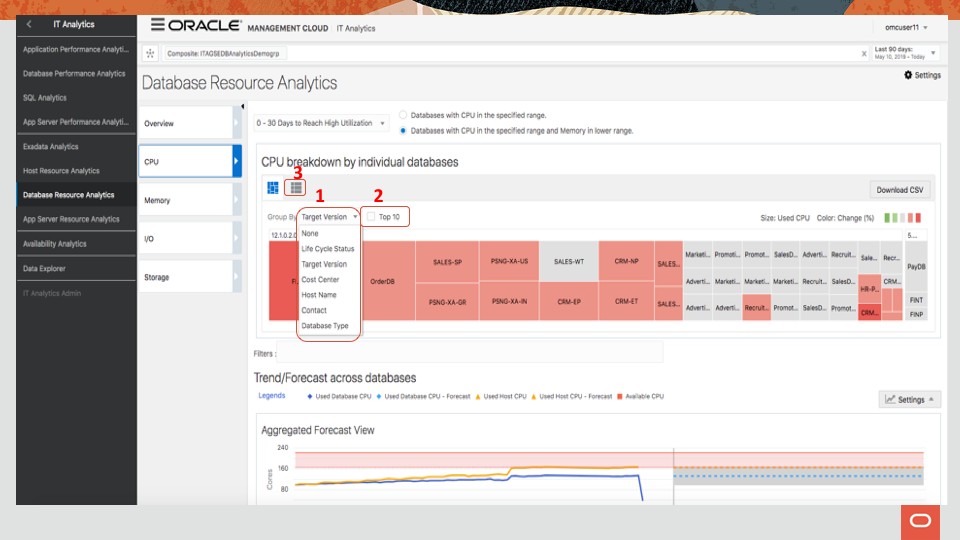 IT Analytics
Application Performance Analyti...
Database Performance Analytics
SQL Analytics
App Server Performance Analyti...
Exadata Analytics
Host Resource Analytics
Database Resource Analytics
App Server Resource Analytics
Availability Analytics
Data Explorer
IT Analytics Admin
ORACLE MANAGEMENT CLOUD IT Analytics
omcuser11
Composite: ITAGSEDBAnalyticsDemogrp
x
Last 90 days:
May 10, 2019 - Today
Database Resource Analytics
Settings
Overview
CPU
Memory
I/O
Storage
0 - 30 Days to Reach High Utilization
Databases with CPU in the specified range.
Databases with CPU in the specified range and Memory in lower range.
CPU breakdown by individual databases
3
1
2
Download CSV
Group By Target Version
Top 10
Size: Used CPU Color: Change (%)
None
Life Cycle Status
Target Version
Cost Center
Host Name
Contact
Database Type
12.1.0.2.0
5...
OrderDB
SALES-SP
PSNG-XA-US
SALES-WT
CRM-NP
SALES...
Marketi... Promoti... Promot... SalesD... Adverti... Recruit... Sale... Recr...
PayDB
Adverti... Marketi... Marketi... Marketi... Recruit... SalesD... HR-P... CRM...
PSNG-XA-GR
PSNG-XA-IN
CRM-EP
CRM-ET
SALES...
Adverti... Adverti... Recruit... Promot... SalesD... Promot... CRM...
FINT
FINP
Filters :
Trend/Forecast across databases
Legends
Used Database CPU
Used Database CPU - Forecast
Used Host CPU
Used Host CPU - Forecast
Available CPU
Settings
Aggregated Forecast View
Cores
240
160
80